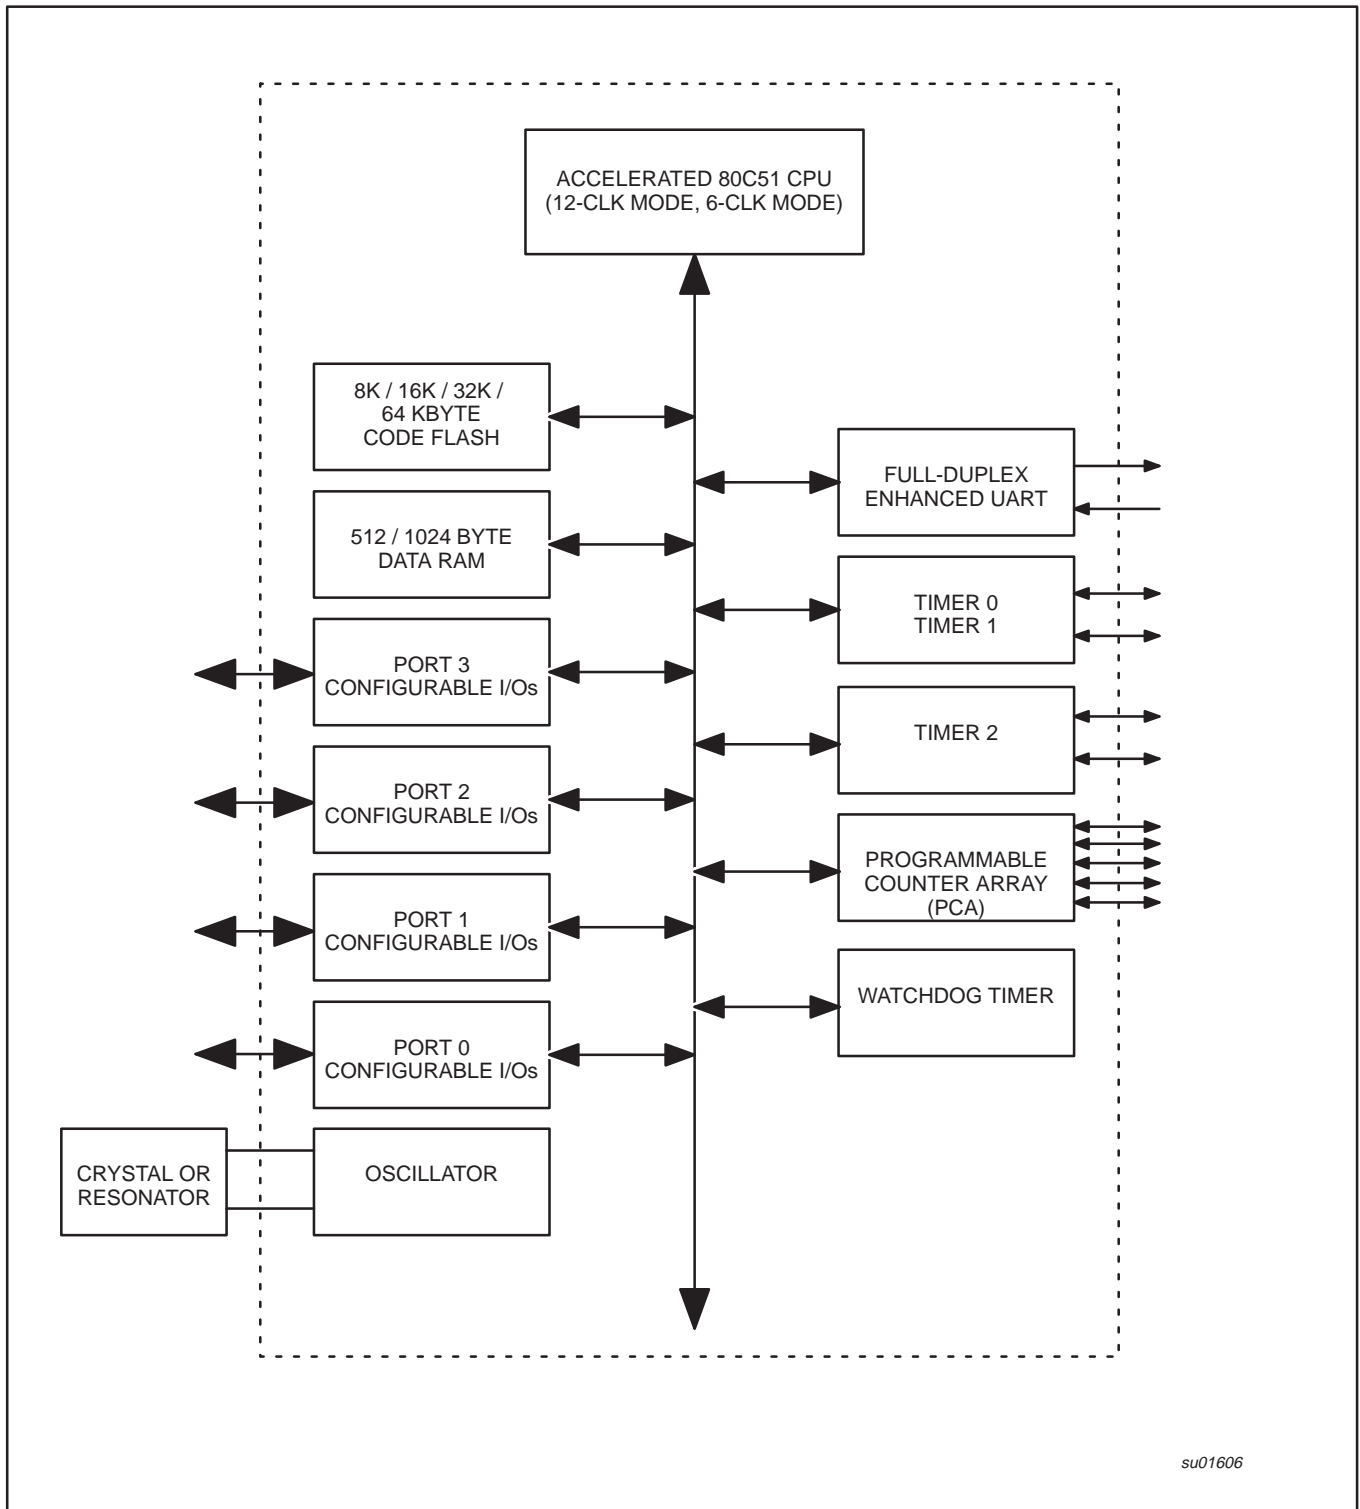 ACCELERATED 80C51 CPU
(12-CLK MODE, 6-CLK MODE)
8K / 16K / 32K /
64 KBYTE
CODE FLASH
FULL-DUPLEX
ENHANCED UART
512 / 1024 BYTE
DATA RAM
TIMER 0
TIMER 1
PORT 3
CONFIGURABLE I/Os
TIMER 2
PORT 2
CONFIGURABLE I/Os
PROGRAMMABLE
COUNTER ARRAY
(PCA)
PORT 1
CONFIGURABLE I/Os
WATCHDOG TIMER
PORT 0
CONFIGURABLE I/Os
CRYSTAL OR
RESONATOR
OSCILLATOR
su01606